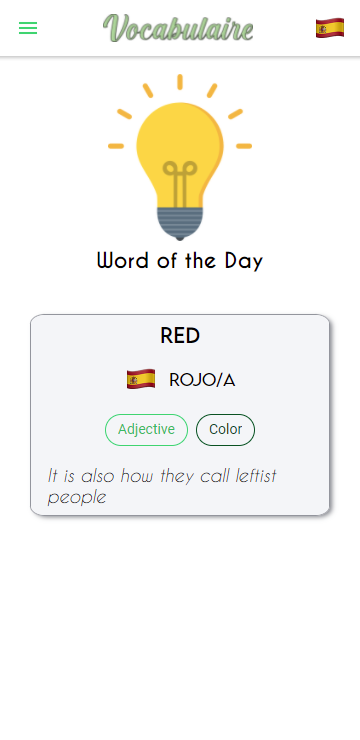 Vocabulaire
Word of the Day
RED
ROJO/A
Adjective Color
It is also how they call leftist
people